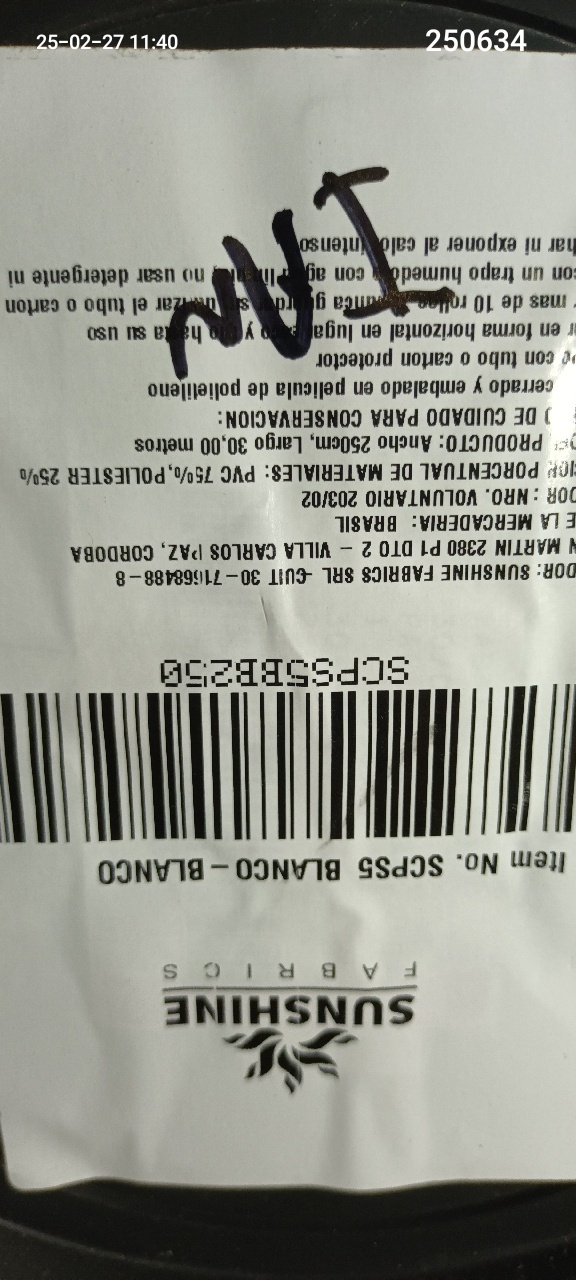 25-02-27 11:40
250634
SUNSHINE
FABRICS
Item No. SCPS5 BLANCO-BLANCO
SCPS5BB250
DOR: SUNSHINE FABRICS SRL CUIT 30-71668488-8
MARTIN 2380 P1 DTO 2 - VILLA CARLOS PAZ, CORDOBA
E LA MERCADERIA: BRASIL
DOR: NRO. VOLUNTARIO 203/02
PORCENTUAL DE MATERIALES: PVC 75%,POLIESTER 25%
PRODUCTO: Ancho 250cm, Largo 30,00 metros
DE CUIDADO PARA CONSERVACION:
cerrado y embalado en pelicula de polietileno
con tubo o carton protector
en forma horizontal en lugar seco y no hasta su uso
mas de 10 rollos, nunca guardar sin utilizar el tubo o carton
con un trapo humedo con agua limpia, no usar detergente ni
har ni exponer al calor intenso